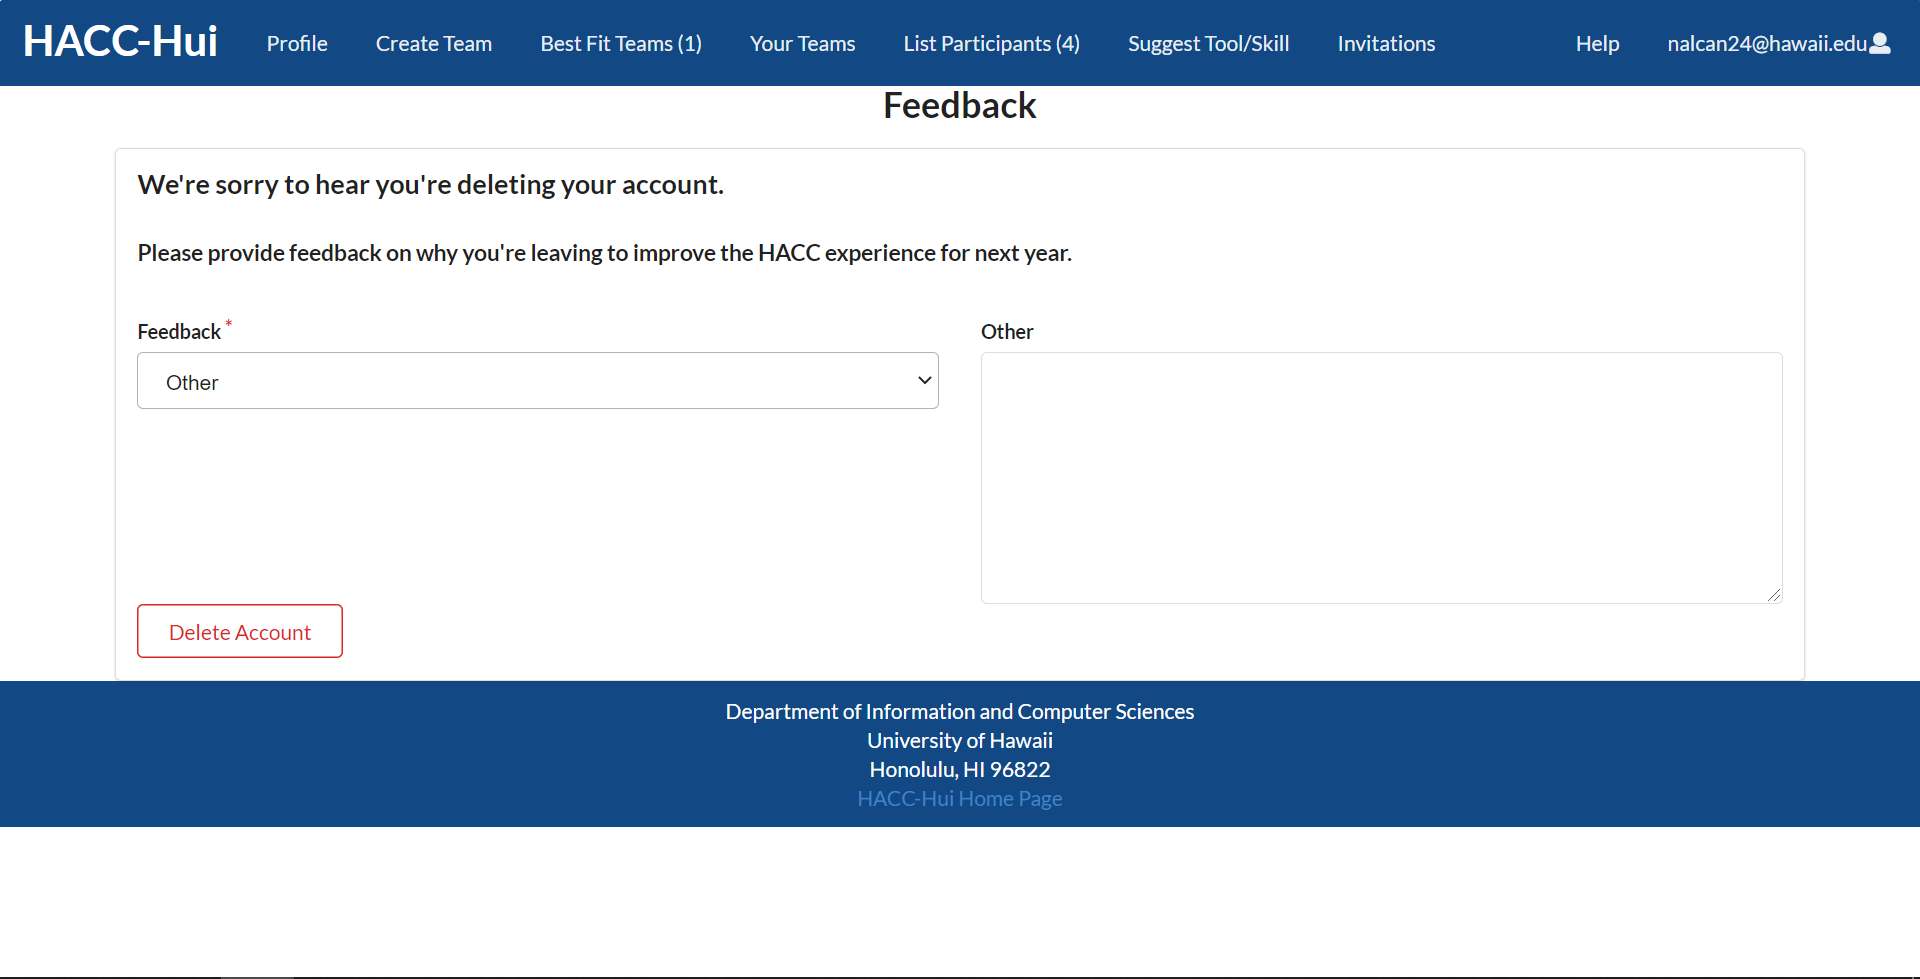 HACC-Hui Profile Create Team Best Fit Teams (1) Your Teams List Participants (4) Suggest Tool/Skill Invitations Help nalcan24@hawaii.edu
Feedback
We're sorry to hear you're deleting your account.
Please provide feedback on why you're leaving to improve the HACC experience for next year.
Feedback *
Other
Other
Delete Account
Department of Information and Computer Sciences
University of Hawaii
Honolulu, HI 96822
HACC-Hui Home Page